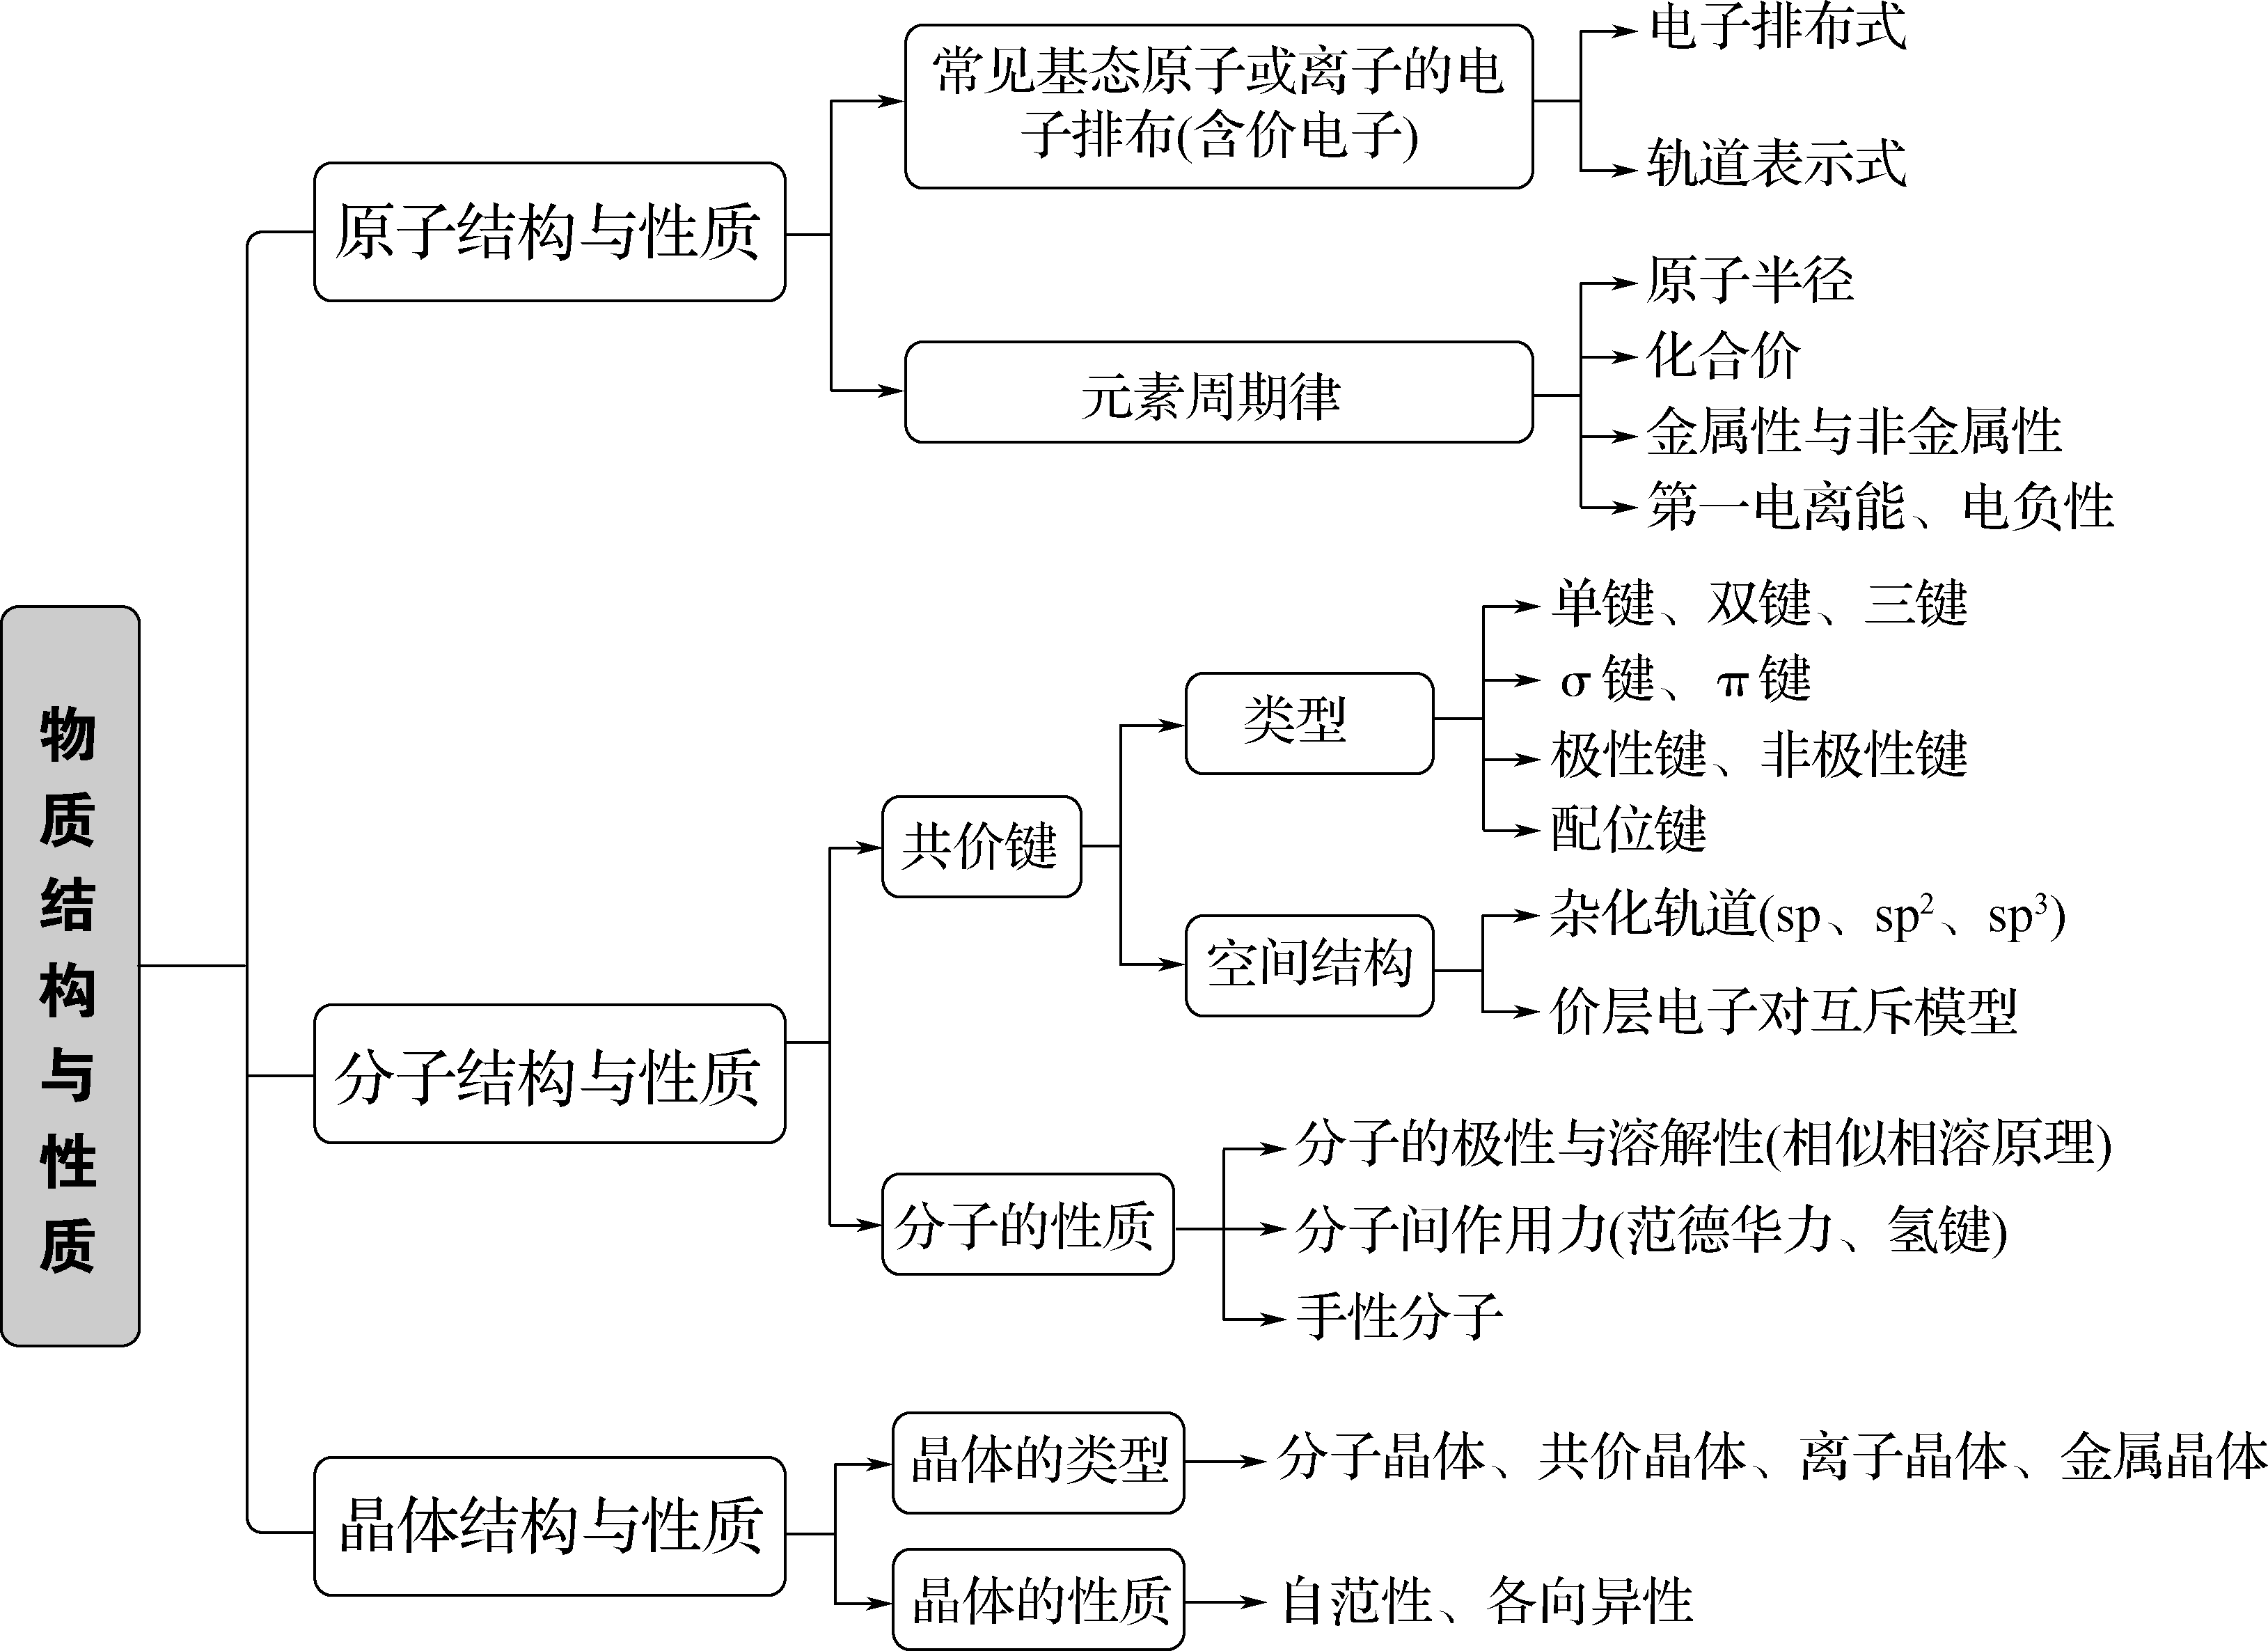 物质结构与性质
原子结构与性质
常见基态原子或离子的电
子排布(含价电子)
电子排布式
轨道表示式
元素周期律
原子半径
化合价
金属性与非金属性
第一电离能、电负性
分子结构与性质
共价键
类型
单键、双键、三键
σ键、π键
极性键、非极性键
配位键
空间结构
杂化轨道(sp、sp²、sp³)
价层电子对互斥模型
分子的性质
分子的极性与溶解性(相似相溶原理)
分子间作用力(范德华力、氢键)
手性分子
晶体结构与性质
晶体的类型
分子晶体、共价晶体、离子晶体、金属晶体
晶体的性质
自范性、各向异性